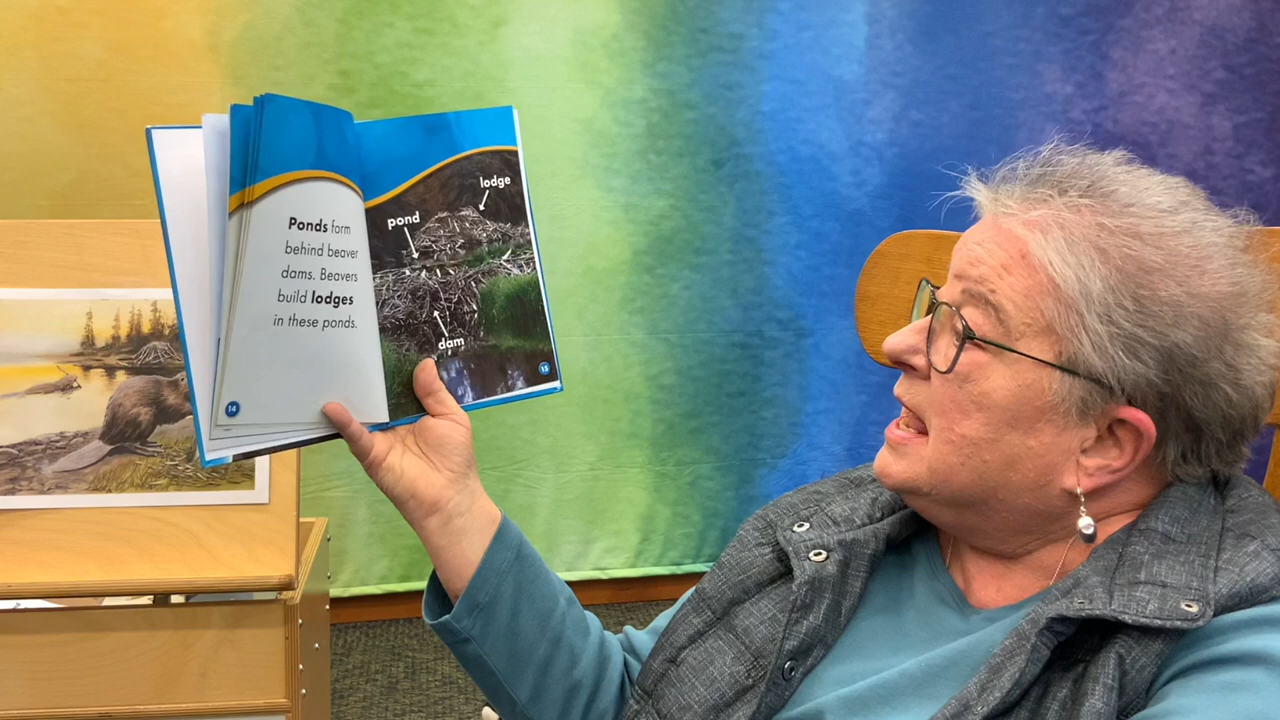 Ponds form
behind beaver
dams. Beavers
build lodges
in these ponds.
14
lodge
pond
dam
15